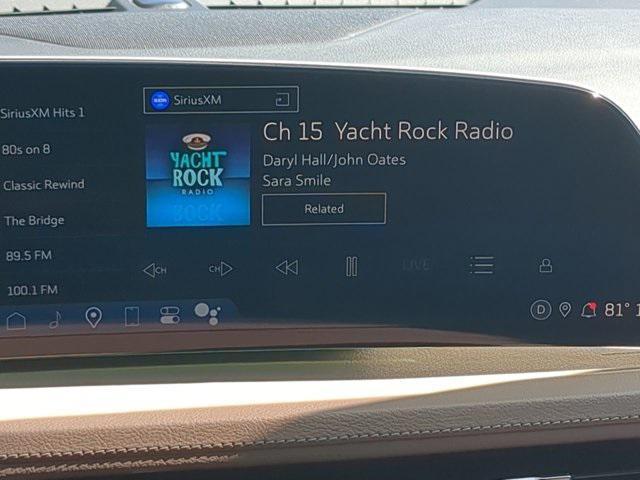 SiriusXM Hits 1
80s on 8
Classic Rewind
The Bridge
89.5 FM
100.1 FM
SiriusXM
YACHT
ROCK
RADIO
Ch 15 Yacht Rock Radio
Daryl Hall/John Oates
Sara Smile
Related
CH
CH
LIVE
D
81°